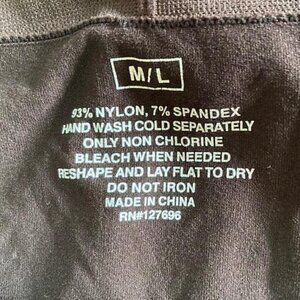 M/L
93% NYLON, 7% SPANDEX
HAND WASH COLD SEPARATELY
ONLY NON CHLORINE
BLEACH WHEN NEEDED
RESHAPE AND LAY FLAT TO DRY
DO NOT IRON
MADE IN CHINA
RN#127696